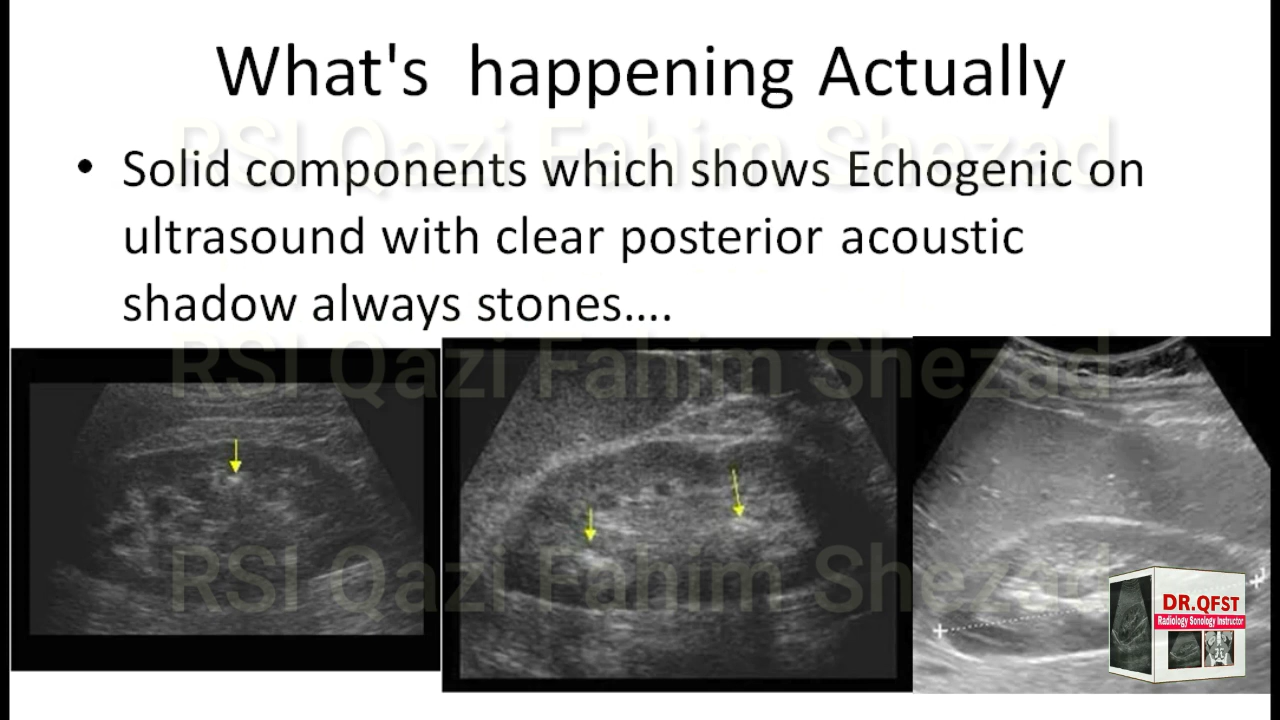 What's happening Actually
• Solid components which shows Echogenic on
ultrasound with clear posterior acoustic
shadow always stones....
RSI Qazi Fahim Shezad
RSI Qazi Fahim Shezad
RSI Qazi Fahim Shezad
DR.QFST
Radiology Sonology Instructor